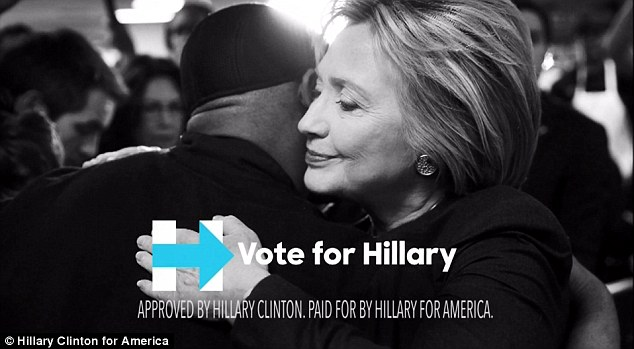 Vote for Hillary
APPROVED BY HILLARY CLINTON. PAID FOR BY HILLARY FOR AMERICA.
© Hillary Clinton for America